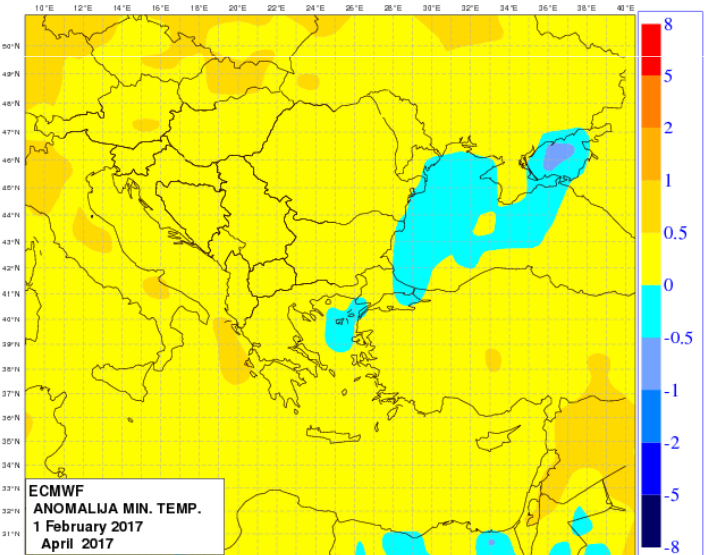 10°E 12°E 14°E 16°E 18°E 20°E 22°E 24°E 26°E 28°E 30°E 32°E 34°E 36°E 38°E 40°E
8
50°N
49°N
5
48°N
2
47°N
46°N
1
45°N
44°N
0.5
43°N
42°N
0
41°N
40°N
-0.5
39°N
38°N
-1
37°N
36°N
-2
35°N
34°N
-5
33°N
32°N
31°N
-8
ECMWF
ANOMALIJA MIN. TEMP.
1 February 2017
April 2017